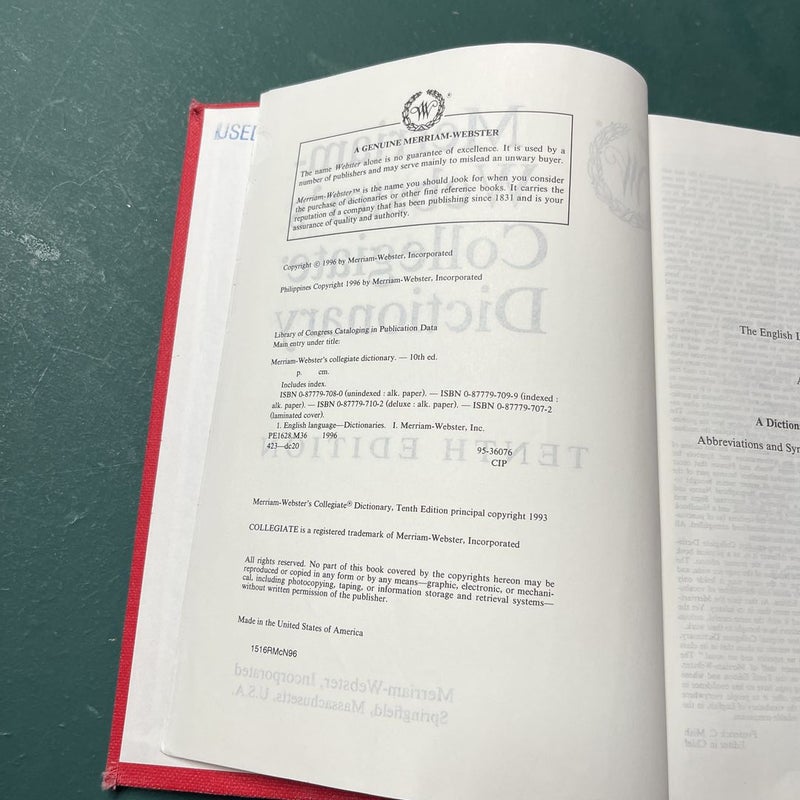 USED
A GENUINE MERRIAM-WEBSTER
The name Webster alone is no guarantee of excellence. It is used by a
number of publishers and may serve mainly to mislead an unwary buyer.
Merriam-Webster™ is the name you should look for when you consider
the purchase of dictionaries or other fine reference books. It carries the
reputation of a company that has been publishing since 1831 and is your
assurance of quality and authority.
Copyright © 1996 by Merriam-Webster, Incorporated
Philippines Copyright 1996 by Merriam-Webster, Incorporated
Library of Congress Cataloging in Publication Data
Main entry under title:
Merriam-Webster's collegiate dictionary. — 10th ed.
p. cm.
Includes index.
ISBN 0-87779-708-0 (unindexed : alk. paper). — ISBN 0-87779-709-9 (indexed :
alk. paper). — ISBN 0-87779-710-2 (deluxe : alk. paper). — ISBN 0-87779-707-2
(laminated cover).
1. English language—Dictionaries. I. Merriam-Webster, Inc.
PE1628.M36 1996
423—dc20 95-36076
CIP
Merriam-Webster's Collegiate® Dictionary, Tenth Edition principal copyright 1993
COLLEGIATE is a registered trademark of Merriam-Webster, Incorporated
All rights reserved. No part of this book covered by the copyrights hereon may be
reproduced or copied in any form or by any means—graphic, electronic, or mechani-
cal, including photocopying, taping, or information storage and retrieval systems—
without written permission of the publisher.
Made in the United States of America
1516RMcN96
The English L
A
A Diction
Abbreviations and Sym